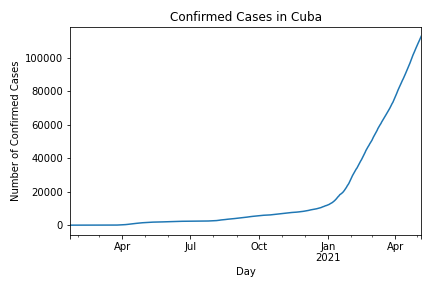 Confirmed Cases in Cuba
Number of Confirmed Cases
100000
80000
60000
40000
20000
0
Apr
Jul
Oct
Jan
2021
Apr
Day